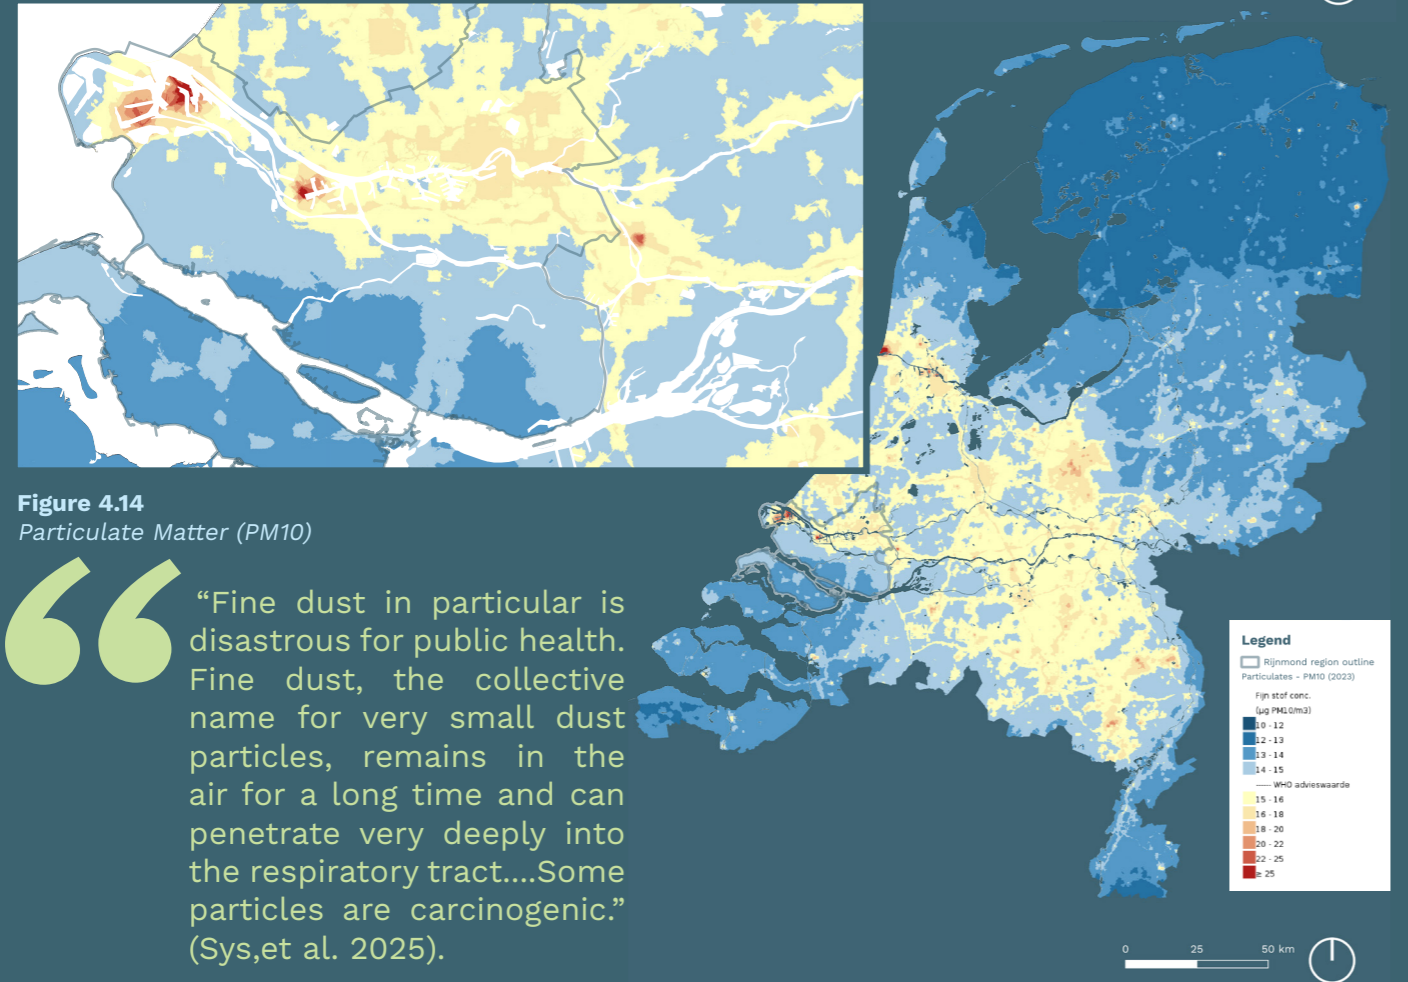 Figure 4.14
Particulate Matter (PM10)
“Fine dust in particular is
disastrous for public health.
Fine dust, the collective
name for very small dust
particles, remains in the
air for a long time and can
penetrate very deeply into
the respiratory tract....Some
particles are carcinogenic.”
(Sys,et al. 2025).
Legend
Rijnmond region outline
Particulates - PM10 (2023)
Fijn stof conc.
(µg PM10/m3)
10 - 12
12 - 13
13 - 14
14 - 15
WHO advieswaarde
15 - 16
16 - 18
18 - 20
20 - 22
22 - 25
≥ 25
0 25 50 km